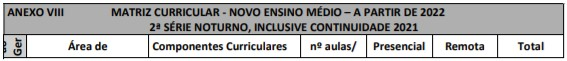 ANEXO VIII MATRIZ CURRICULAR - NOVO ENSINO MÉDIO – A PARTIR DE 2022
2ª SÉRIE NOTURNO, INCLUSIVE CONTINUIDADE 2021
Ger Área de Componentes Curriculares nº aulas/ Presencial Remota Total